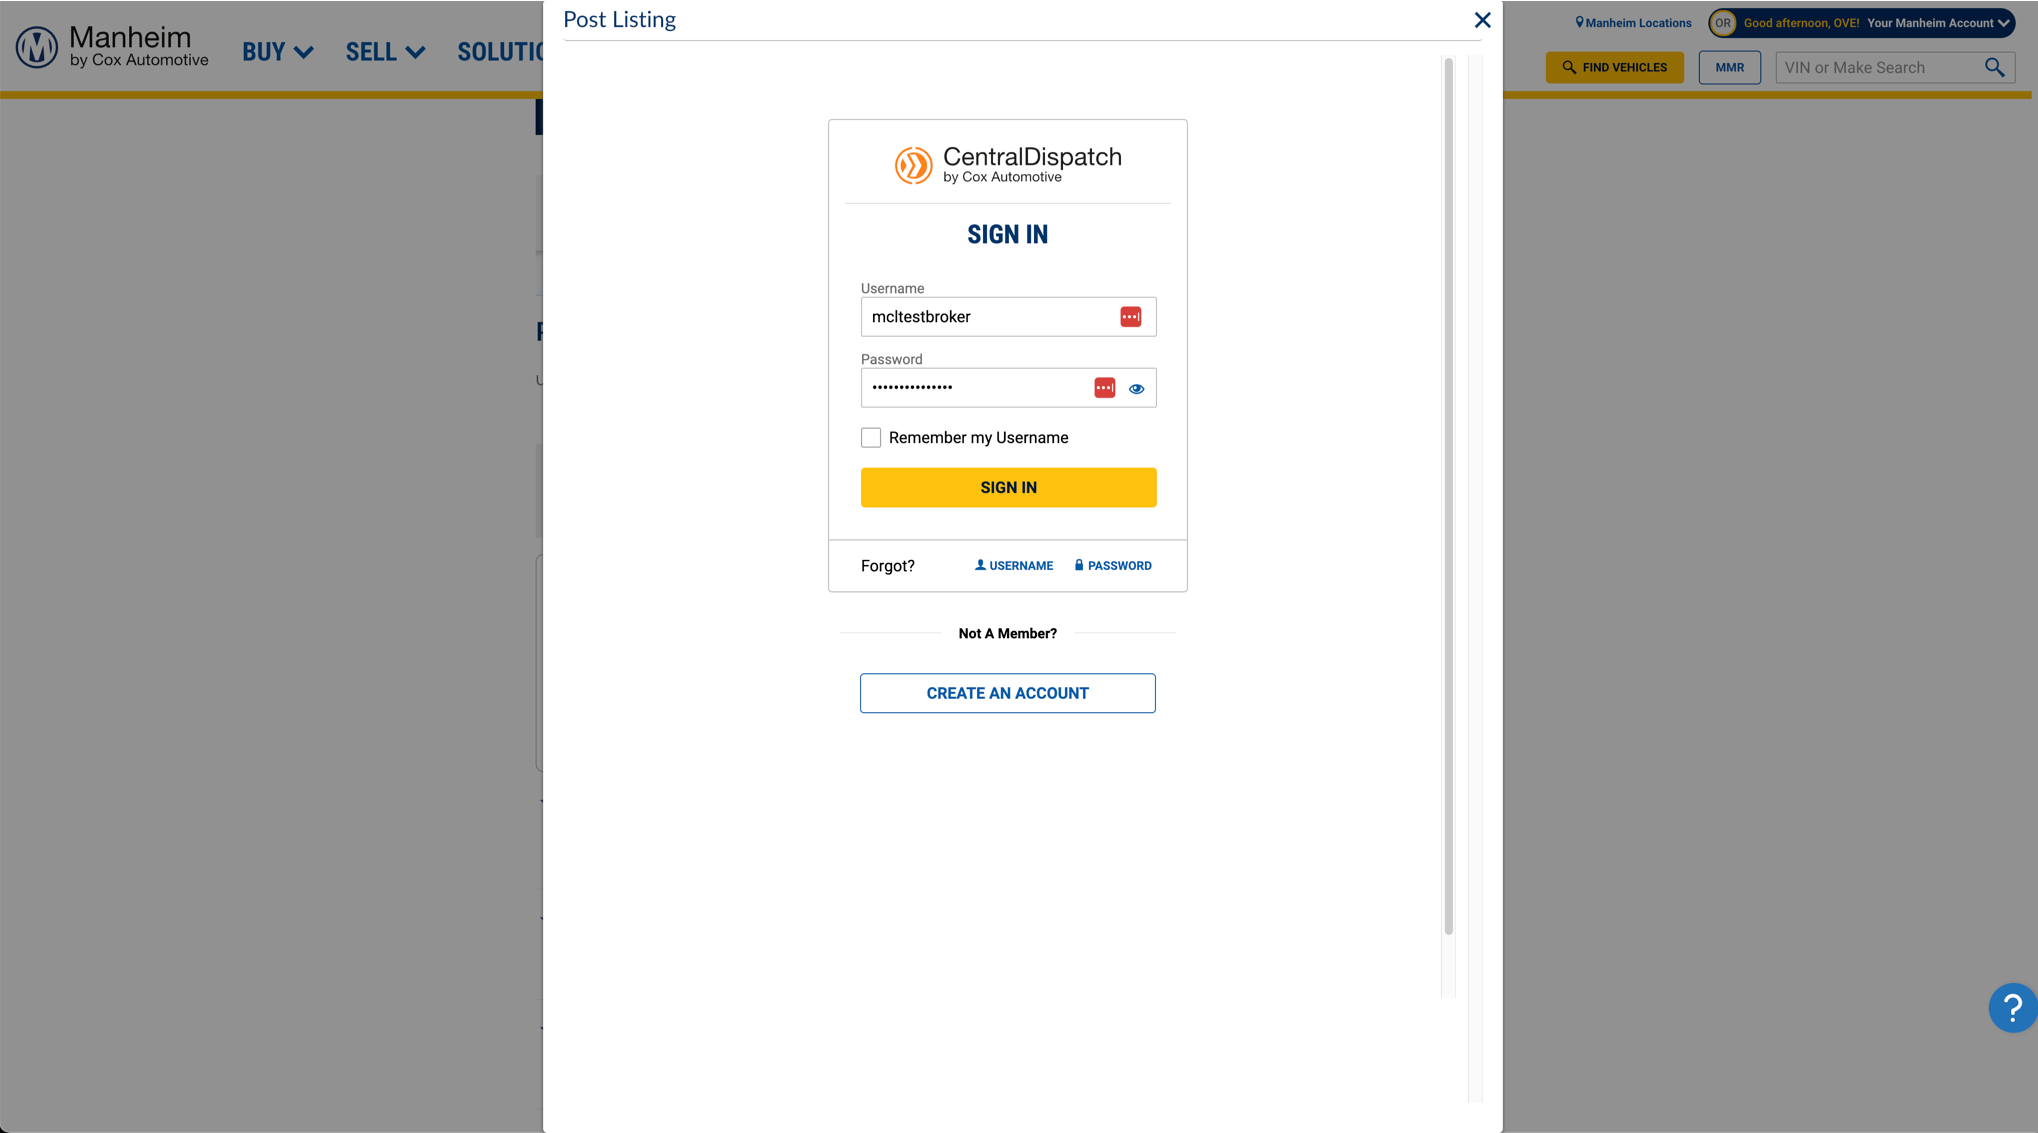 Post Listing
Manheim
by Cox Automotive
BUY
SELL
SOLUTIO
Manheim Locations
OR
Good afternoon, OVE! Your Manheim Account
FIND VEHICLES
MMR
VIN or Make Search
CentralDispatch
by Cox Automotive
SIGN IN
Username
mcltestbroker
Password
•••••••••••••••
Remember my Username
SIGN IN
Forgot?
USERNAME
PASSWORD
Not A Member?
CREATE AN ACCOUNT
?